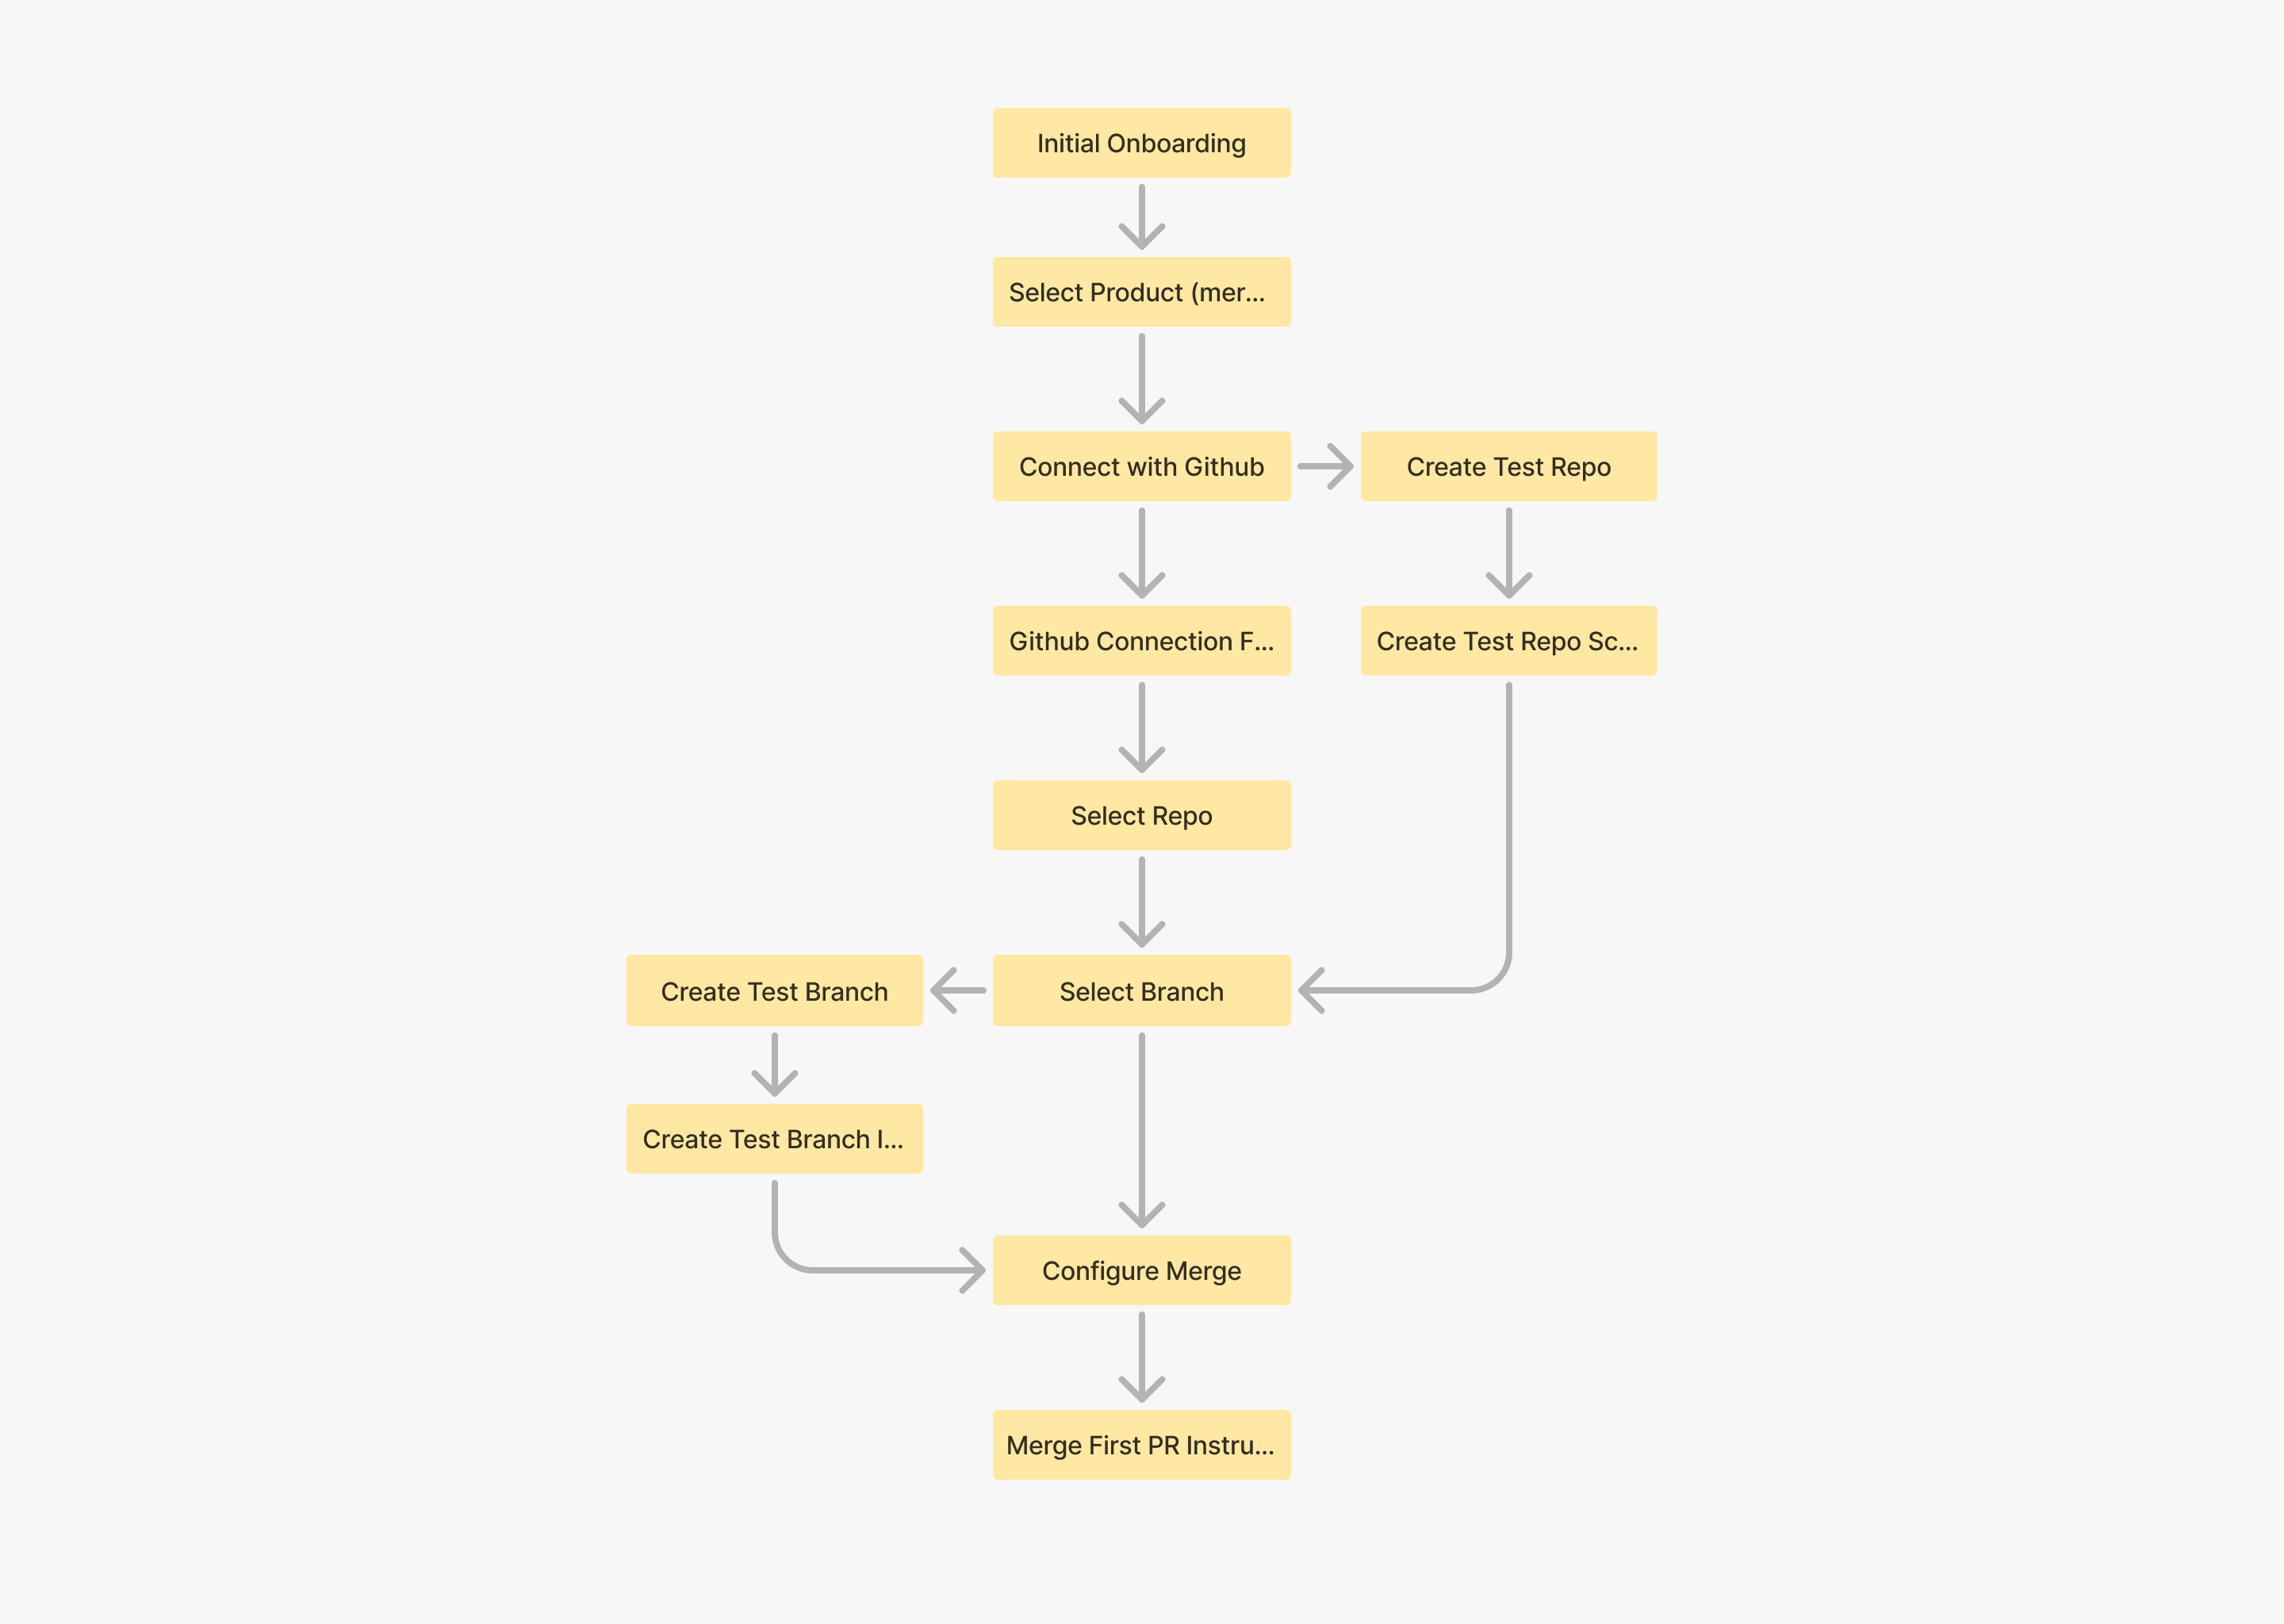 Initial Onboarding
Select Product (mer...
Connect with Github
Create Test Repo
Github Connection F...
Create Test Repo Sc...
Select Repo
Create Test Branch
Select Branch
Create Test Branch I...
Configure Merge
Merge First PR Instru...